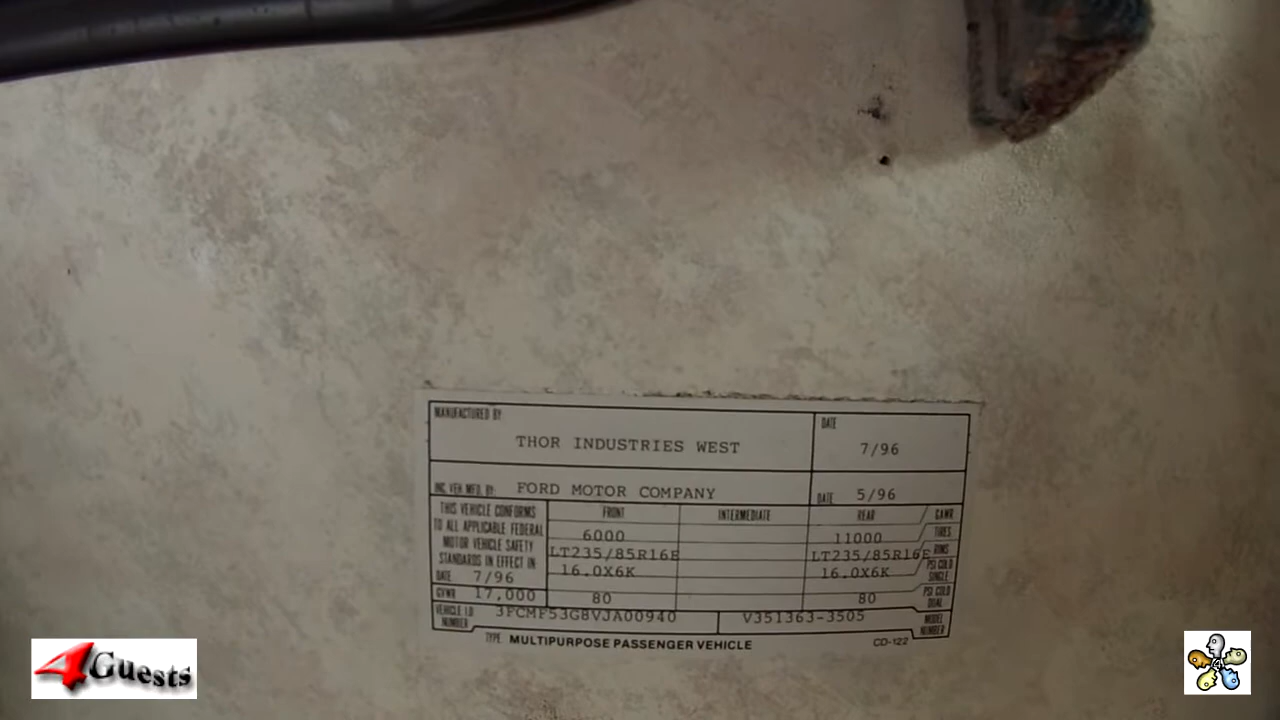 MANUFACTURED BY
THOR INDUSTRIES WEST
DATE
7/96
INC. VEH. MFD. BY: FORD MOTOR COMPANY
DATE 5/96
THIS VEHICLE CONFORMS TO ALL APPLICABLE FEDERAL MOTOR VEHICLE SAFETY STANDARDS IN EFFECT IN
DATE 7/96
FRONT INTERMEDIATE REAR GAWR
6000 11000 TIRES
LT235/85R16E LT235/85R16E RIMS
16.0X6K 16.0X6K PSI COLD SINGLE
GVWR 17,000 80 80 PSI COLD DUAL
VEHICLE I.D. NUMBER 3FCMF53G8VJA00940 V351363-3505 MODEL NUMBER
TYPE MULTIPURPOSE PASSENGER VEHICLE CD-122
4Guests
4